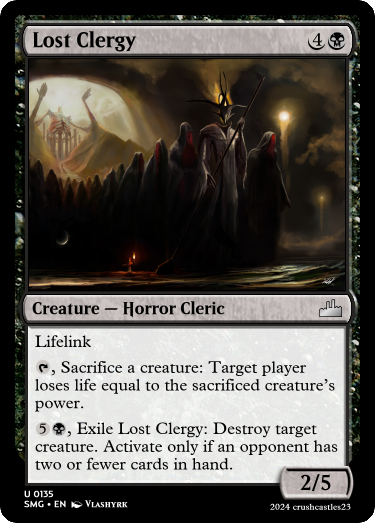 Lost Clergy 4
Creature — Horror Cleric
Lifelink
, Sacrifice a creature: Target player
loses life equal to the sacrificed creature's
power.
5 , Exile Lost Clergy: Destroy target
creature. Activate only if an opponent has
two or fewer cards in hand.
2/5
U 0135
SMG • EN Vlashyrk
2024 crushcastles23